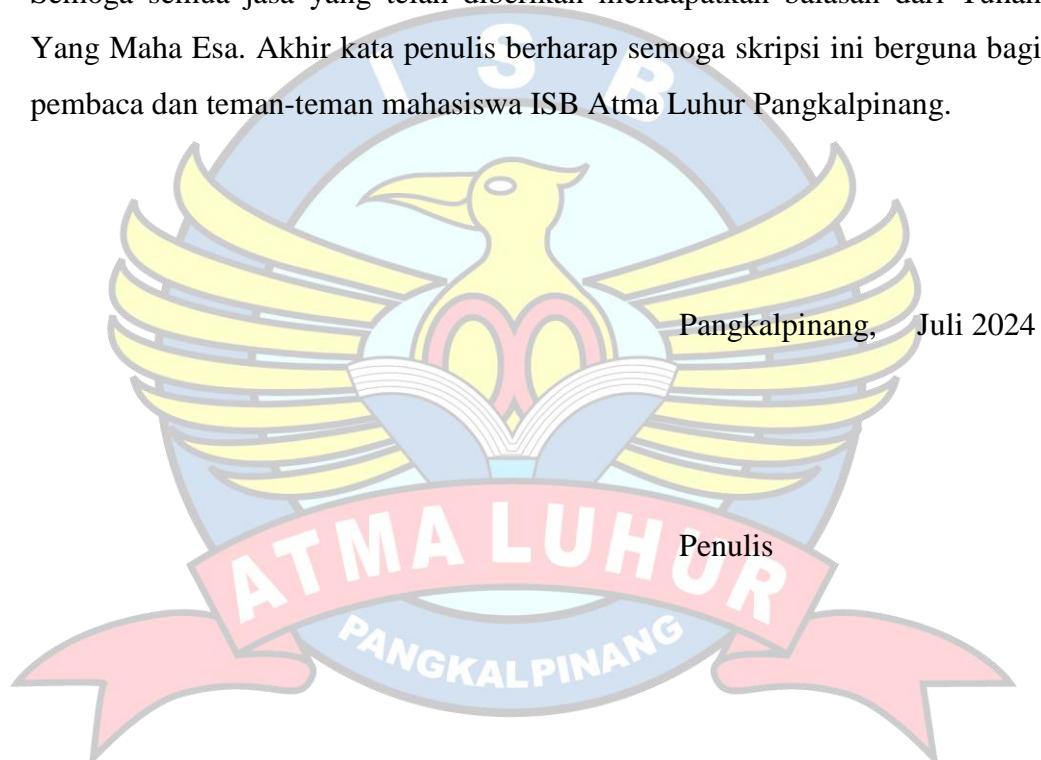 Semoga semua jasa yang telah diberikan mendapatkan balasan dari Tuhan
Yang Maha Esa. Akhir kata penulis berharap semoga skripsi ini berguna bagi
pembaca dan teman-teman mahasiswa ISB Atma Luhur Pangkalpinang.
I S B
Pangkalpinang, Juli 2024
Penulis
ATMA LUHUR
PANGKALPINANG